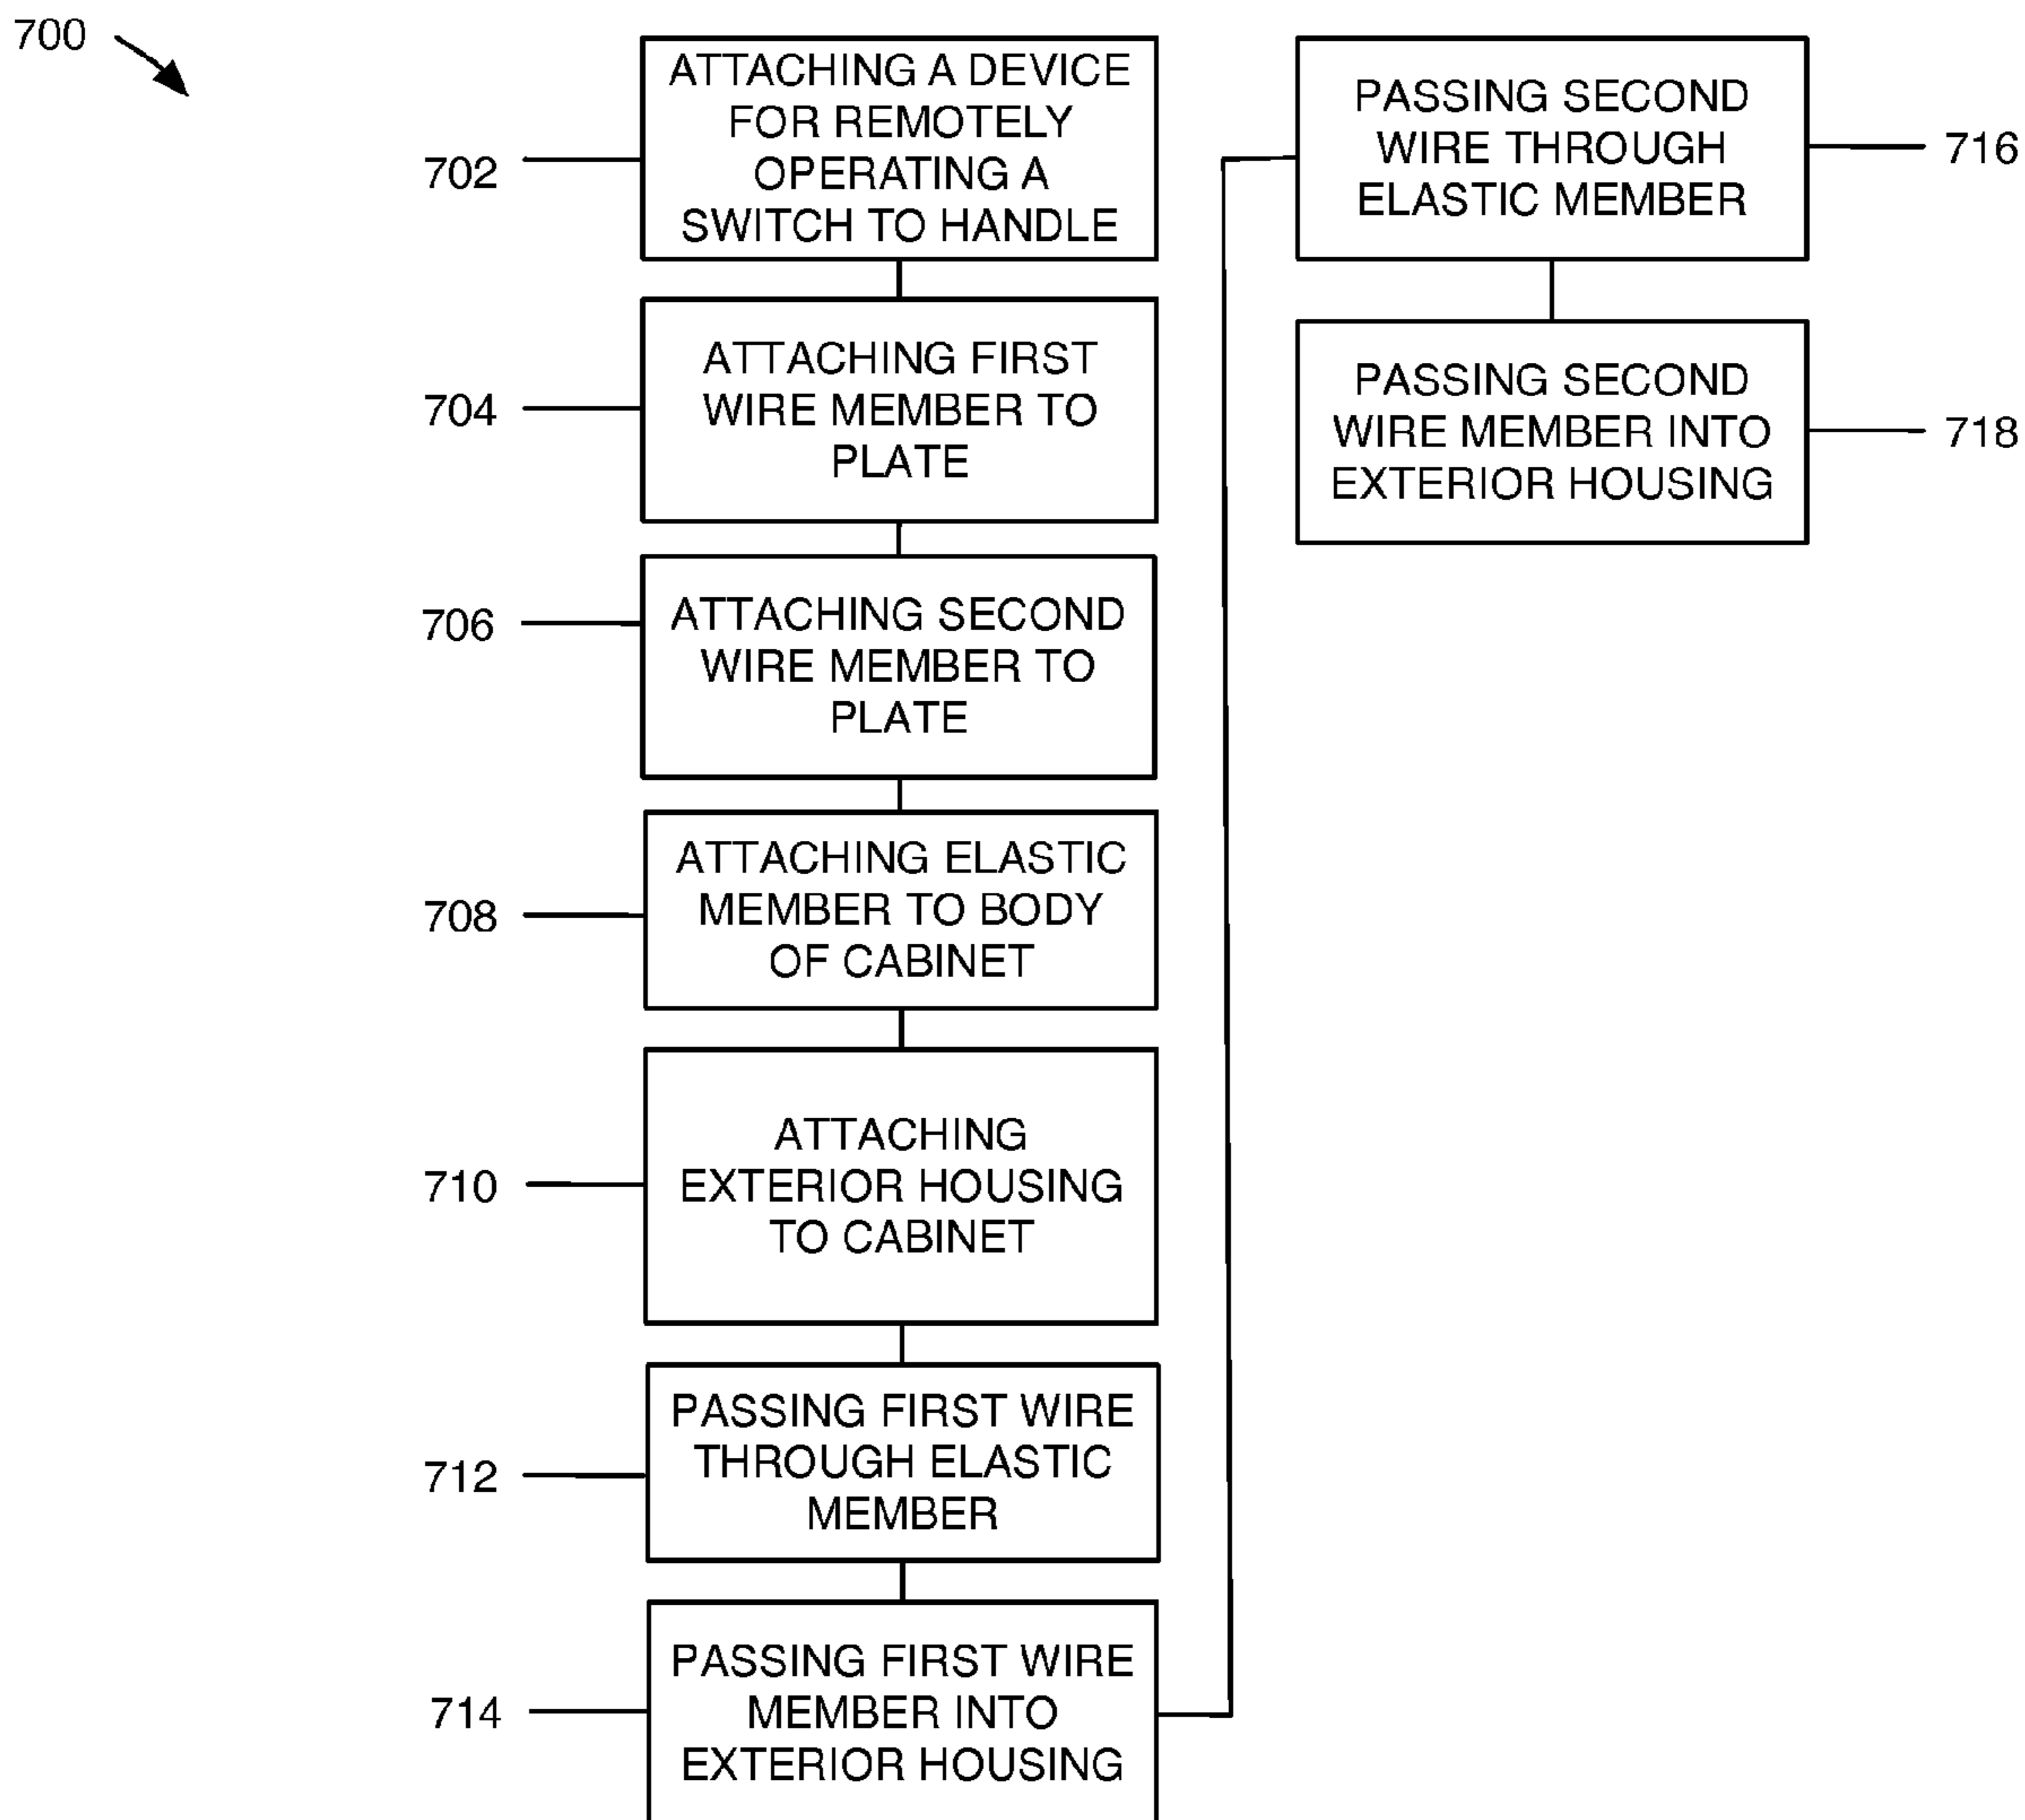 700
702
ATTACHING A DEVICE
FOR REMOTELY
OPERATING A
SWITCH TO HANDLE
704
ATTACHING FIRST
WIRE MEMBER TO
PLATE
706
ATTACHING SECOND
WIRE MEMBER TO
PLATE
708
ATTACHING ELASTIC
MEMBER TO BODY
OF CABINET
710
ATTACHING
EXTERIOR HOUSING
TO CABINET
712
PASSING FIRST WIRE
THROUGH ELASTIC
MEMBER
714
PASSING FIRST WIRE
MEMBER INTO
EXTERIOR HOUSING
PASSING SECOND
WIRE THROUGH
ELASTIC MEMBER
716
PASSING SECOND
WIRE MEMBER INTO
EXTERIOR HOUSING
718